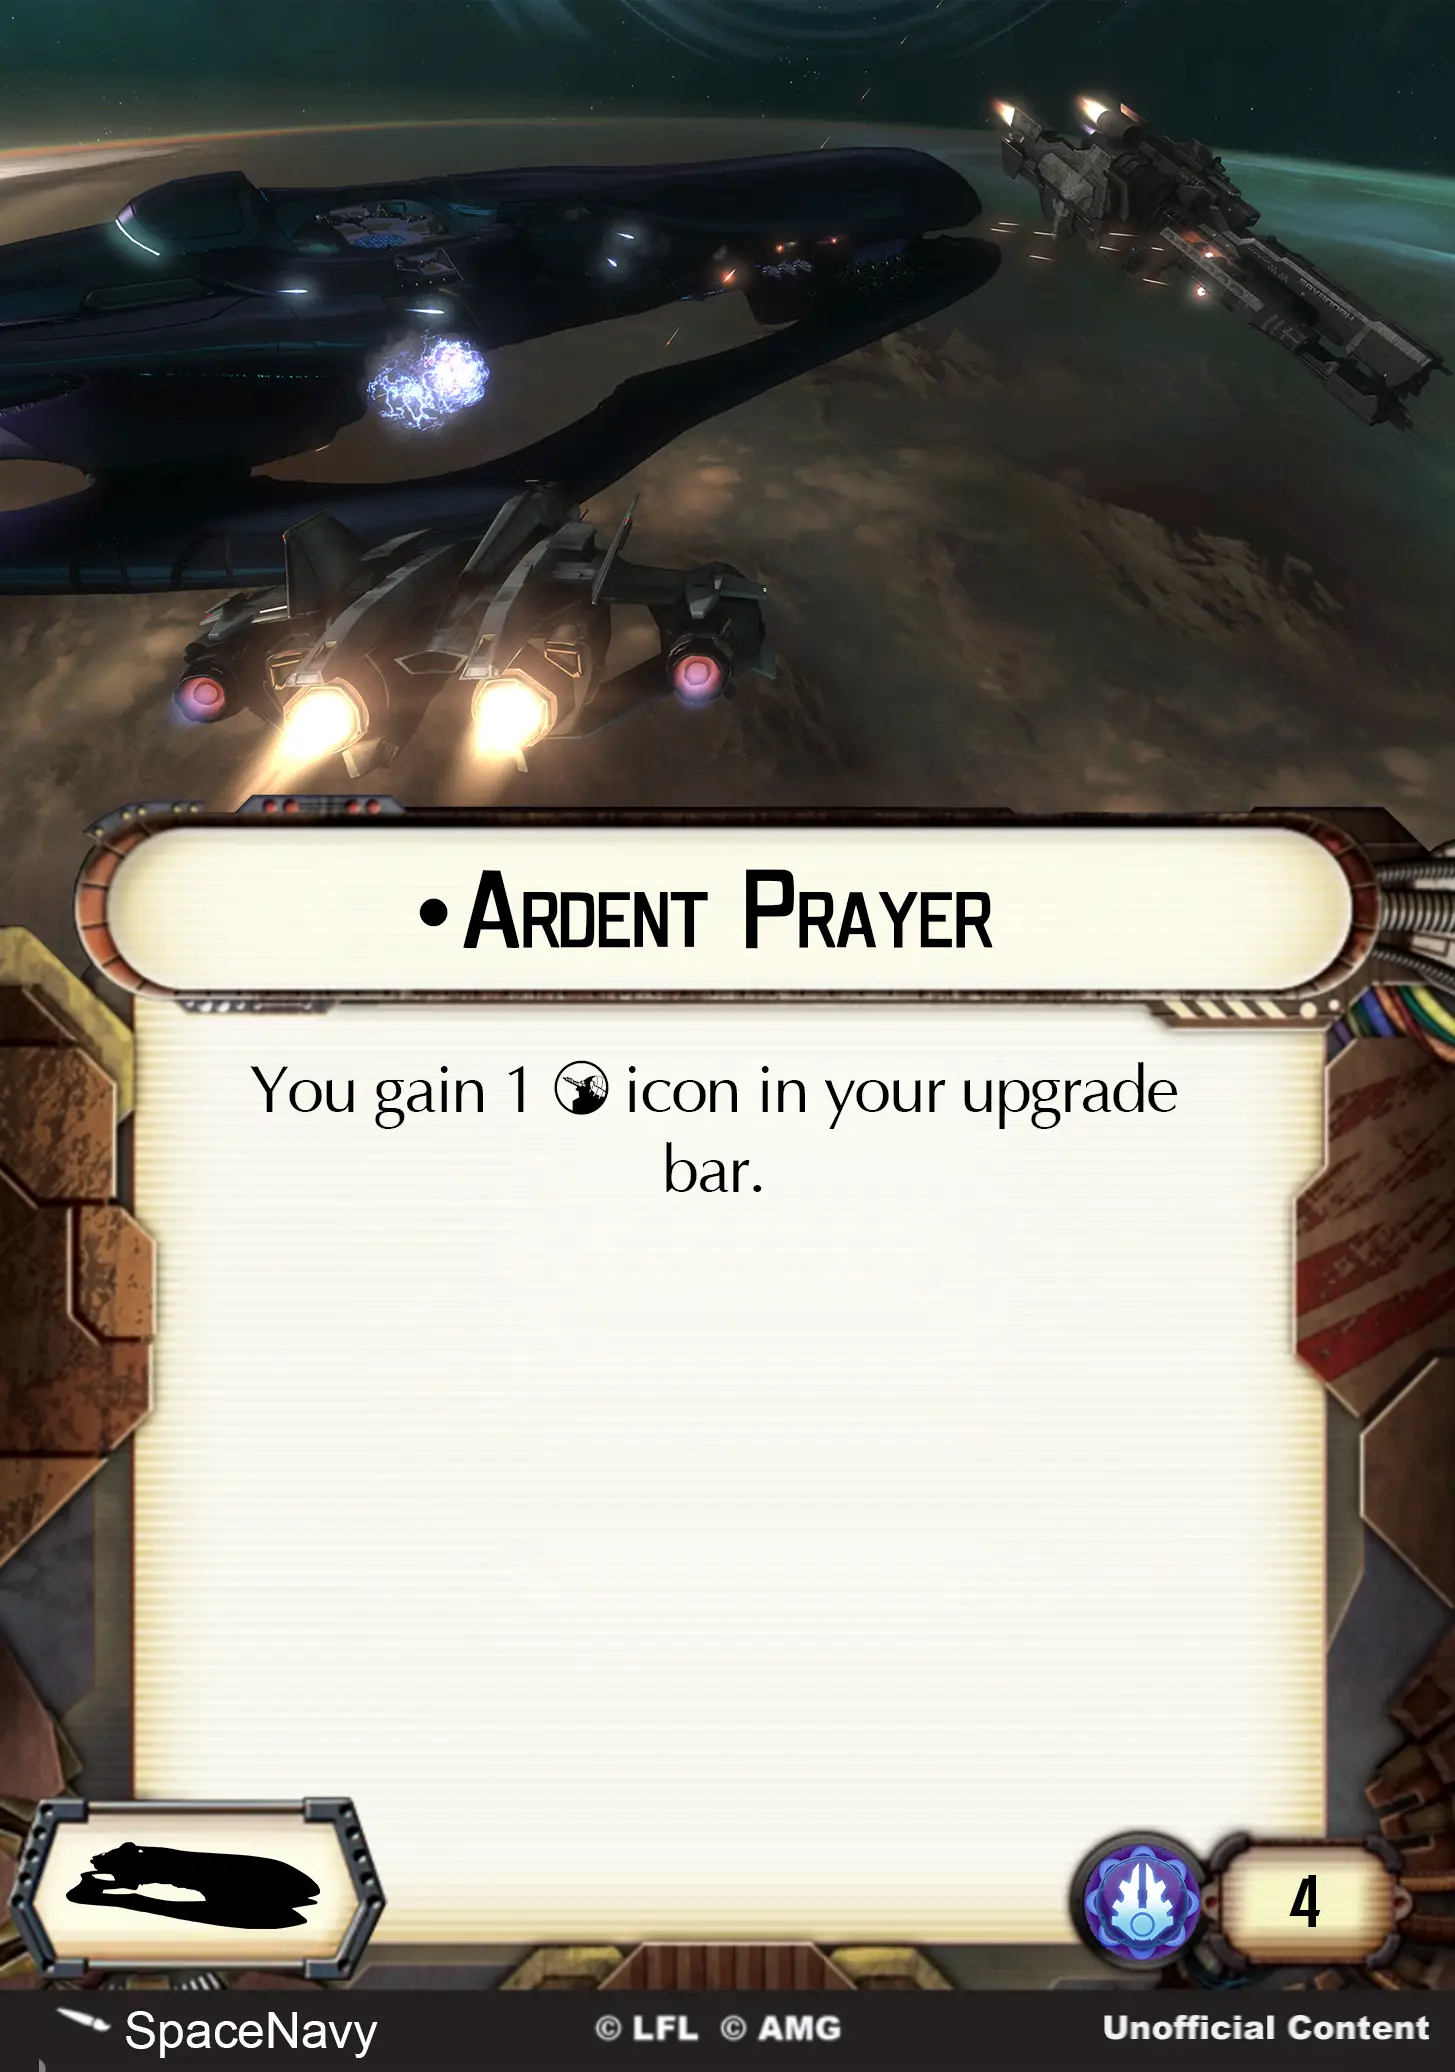 • Ardent Prayer
You gain 1 icon in your upgrade
bar.
4
SpaceNavy
© LFL © AMG
Unofficial Content